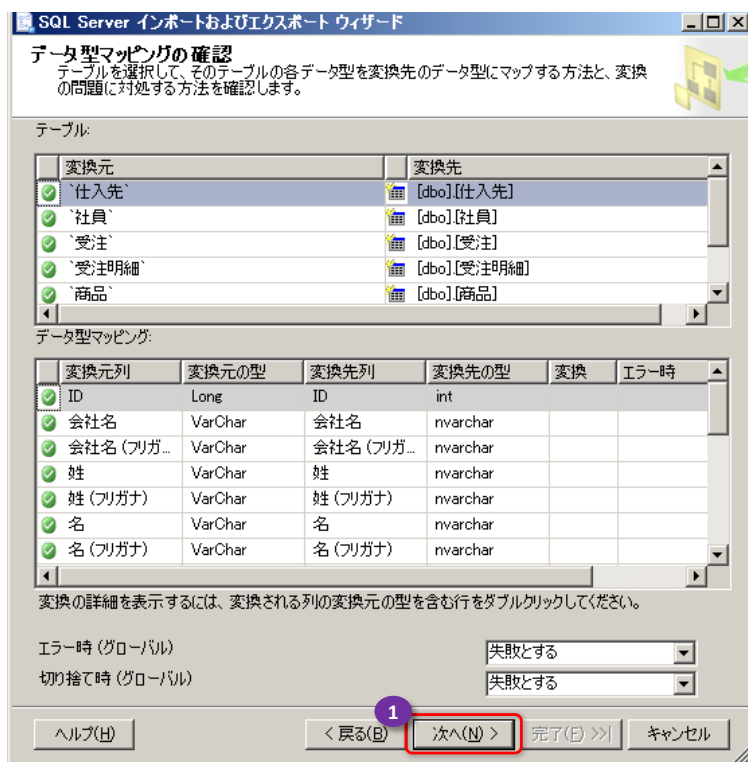 SQL Server インポートおよびエクスポート ウィザード
データ型マッピングの確認
テーブルを選択して、そのテーブルの各データ型を変換先のデータ型にマップする方法と、変換
の問題に対処する方法を確認します。
テーブル:
変換元 変換先
`仕入先` [dbo].[仕入先]
`社員` [dbo].[社員]
`受注` [dbo].[受注]
`受注明細` [dbo].[受注明細]
`商品` [dbo].[商品]
データ型マッピング:
変換元列 変換元の型 変換先列 変換先の型 変換 エラー時
ID Long ID int
会社名 VarChar 会社名 nvarchar
会社名 (フリガ... VarChar 会社名 (フリガ... nvarchar
姓 VarChar 姓 nvarchar
姓 (フリガナ) VarChar 姓 (フリガナ) nvarchar
名 VarChar 名 nvarchar
名 (フリガナ) VarChar 名 (フリガナ) nvarchar
変換の詳細を表示するには、変換される列の変換元の型を含む行をダブルクリックしてください。
エラー時 (グローバル) 失敗とする
切り捨て時 (グローバル) 失敗とする
1
ヘルプ(H) < 戻る(B) 次へ(N) > 完了(F) >>| キャンセル